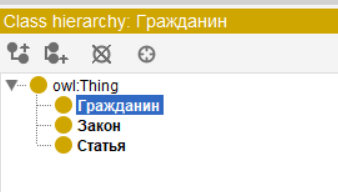 Class hierarchy: Гражданин
owl:Thing
Гражданин
Закон
Статья